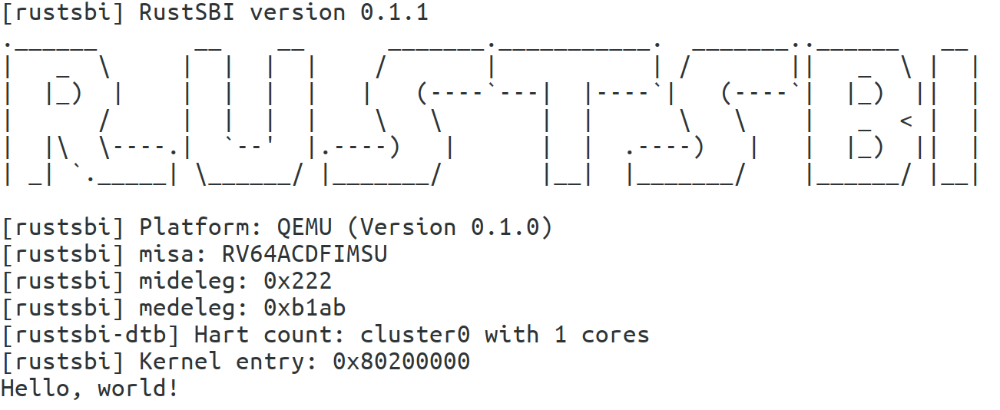 [rustsbi] RustSBI version 0.1.1
.______       __    __      _______.___________.  _______..______   __
|   _  \     |  |  |  |    /       |           | /       ||   _  \ |  |
|  |_)  |    |  |  |  |   |   (----`---|  |----`|   (----`|  |_)  ||  |
|      /     |  |  |  |    \   \       |  |      \   \    |   _  < |  |
|  |\  \----.|  `--'  |.----)   |      |  |  .----)   |   |  |_)  ||  |
| _| `._____| \______/ |_______/       |__|  |_______/    |______/ |__|
[rustsbi] Platform: QEMU (Version 0.1.0)
[rustsbi] misa: RV64ACDFIMSU
[rustsbi] mideleg: 0x222
[rustsbi] medeleg: 0xb1ab
[rustsbi-dtb] Hart count: cluster0 with 1 cores
[rustsbi] Kernel entry: 0x80200000
Hello, world!